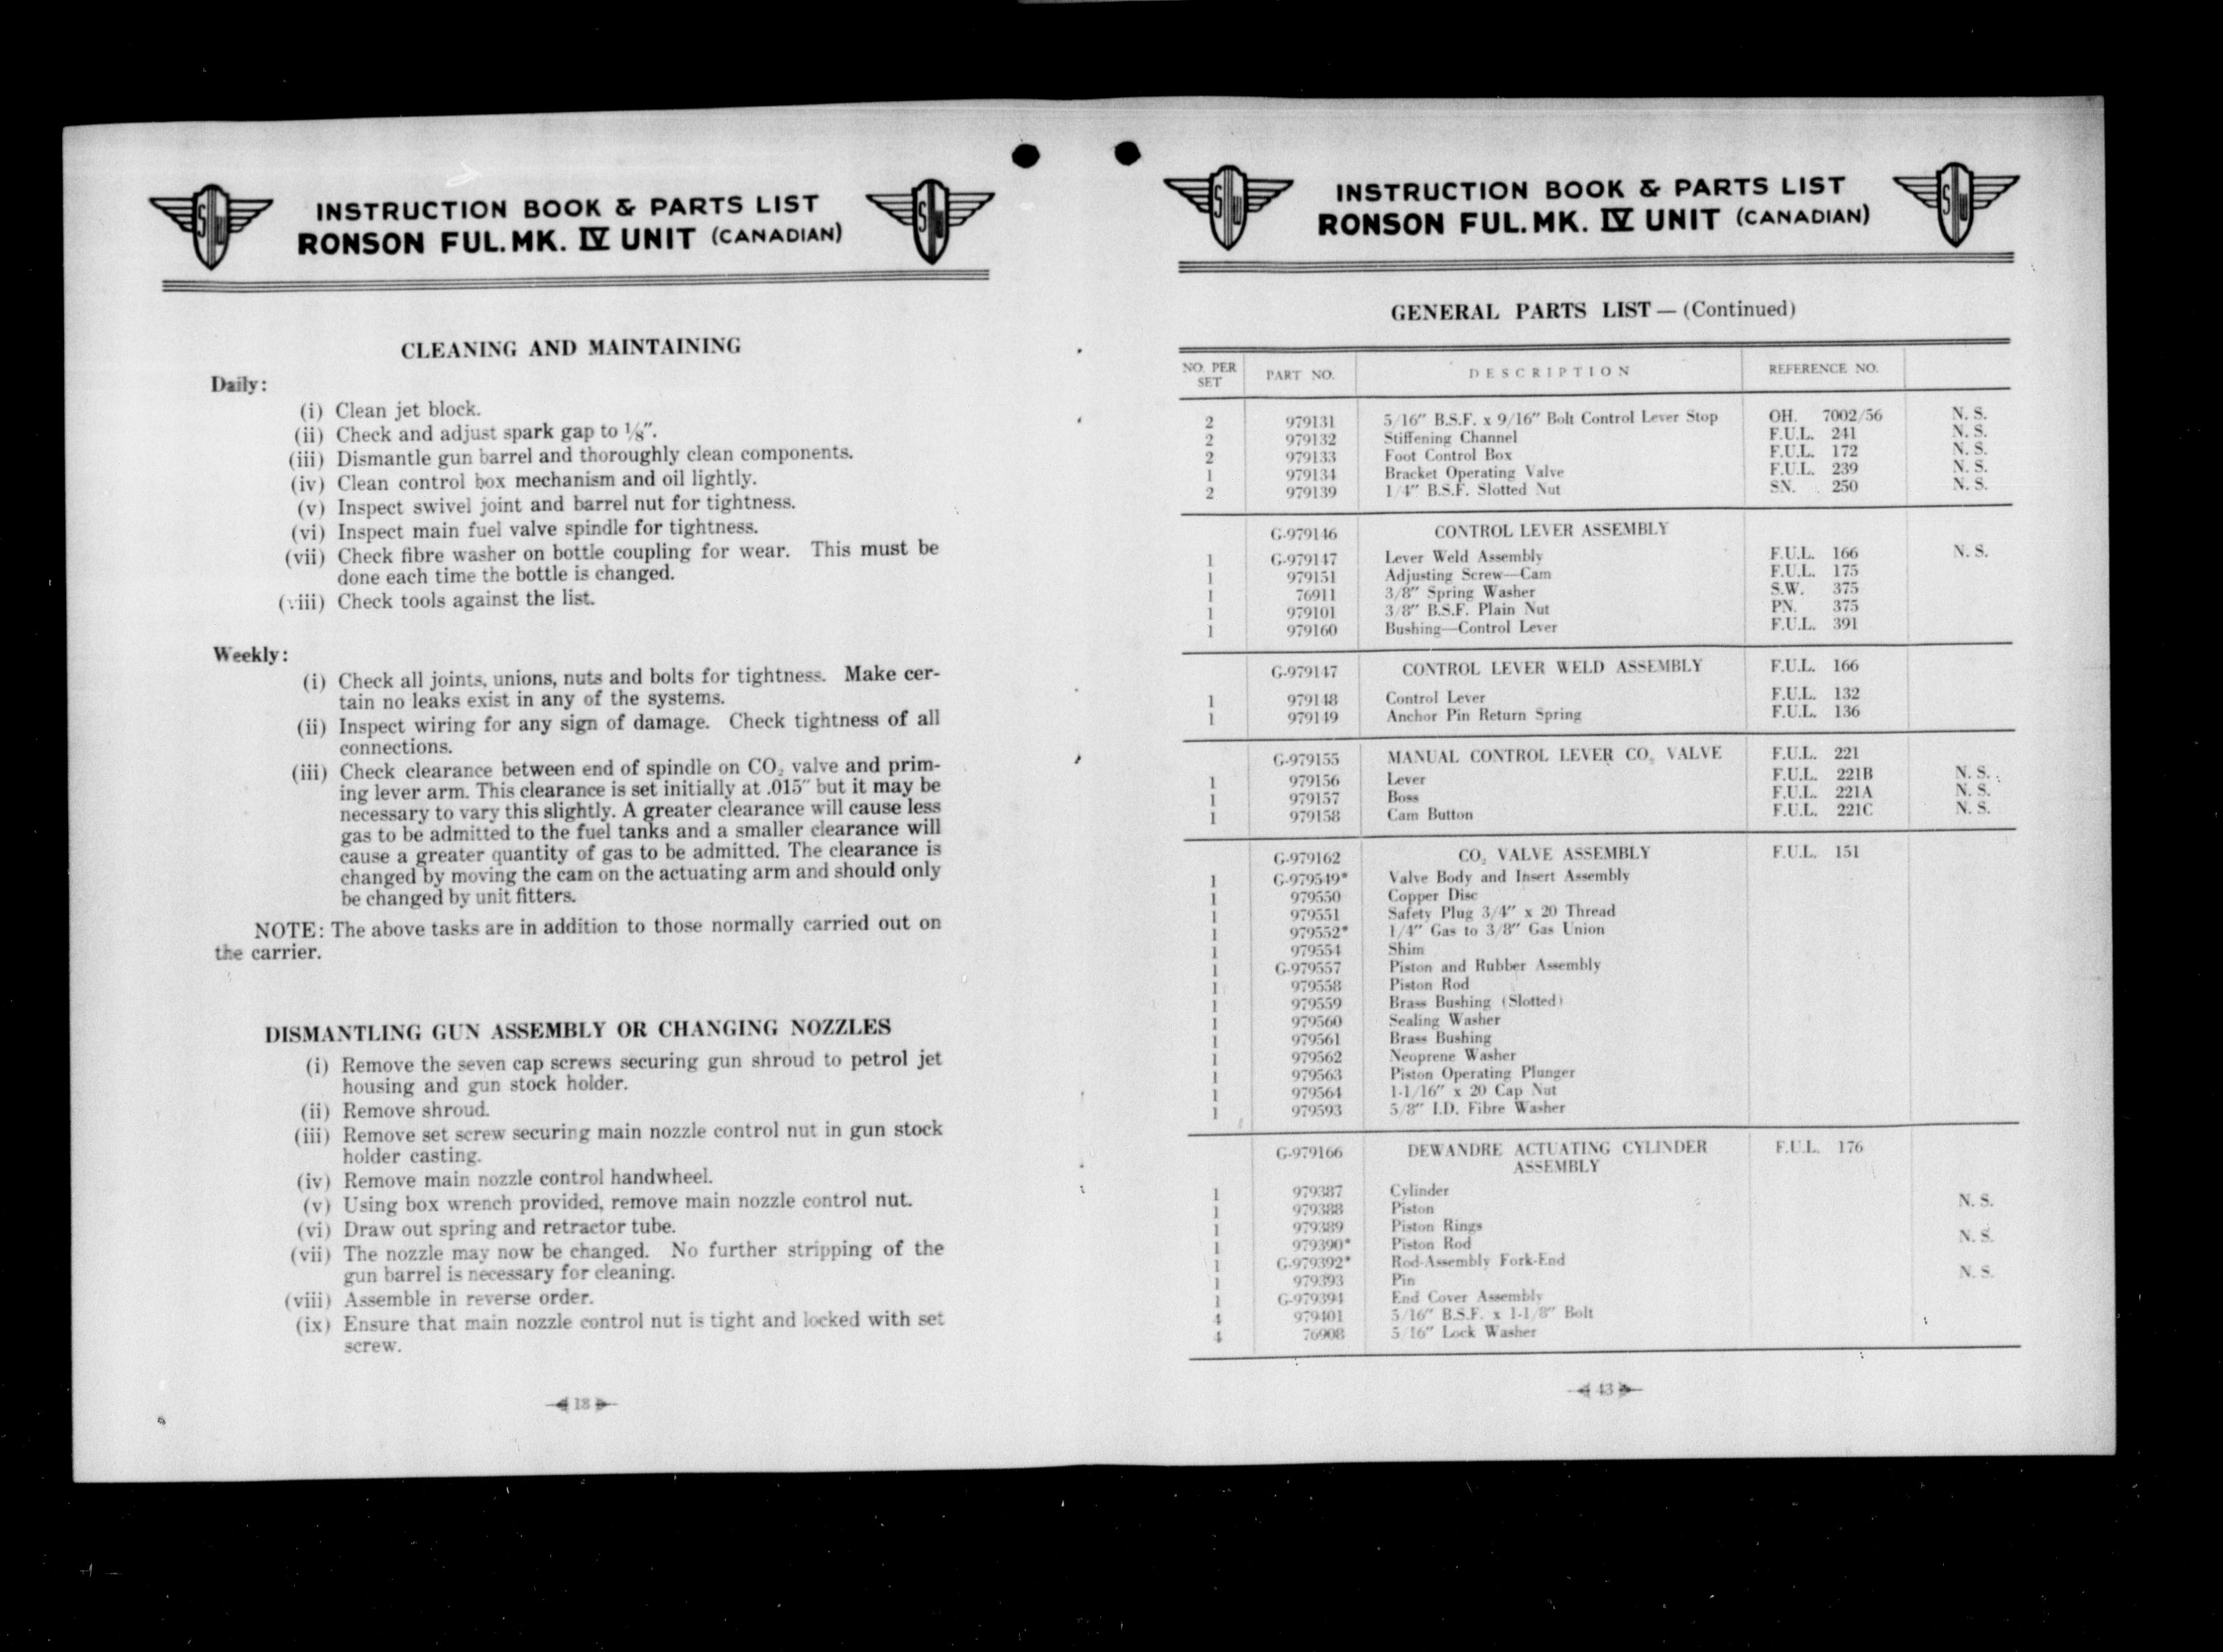 INSTRUCTION BOOK & PARTS LIST
RONSON FUL. MK. IV UNIT (CANADIAN)
CLEANING AND MAINTAINING
Daily:
(i) Clean jet block.
(ii) Check and adjust spark gap to 1/8″.
(iii) Dismantle gun barrel and thoroughly clean components.
(iv) Clean control box mechanism and oil lightly.
(v) Inspect swivel joint and barrel nut for tightness.
(vi) Inspect main fuel valve spindle for tightness.
(vii) Check fibre washer on bottle coupling for wear. This must be
done each time the bottle is changed.
(viii) Check tools against the list.
Weekly:
(i) Check all joints, unions, nuts and bolts for tightness. Make cer-
tain no leaks exist in any of the systems.
(ii) Inspect wiring for any sign of damage. Check tightness of all
connections.
(iii) Check clearance between end of spindle on CO₂ valve and prim-
ing lever arm. This clearance is set initially at .015″ but it may be
necessary to vary this slightly. A greater clearance will cause less
gas to be admitted to the fuel tanks and a smaller clearance will
cause a greater quantity of gas to be admitted. The clearance is
changed by moving the cam on the actuating arm and should only
be changed by unit fitters.
NOTE: The above tasks are in addition to those normally carried out on
the carrier.
DISMANTLING GUN ASSEMBLY OR CHANGING NOZZLES
(i) Remove the seven cap screws securing gun shroud to petrol jet
housing and gun stock holder.
(ii) Remove shroud.
(iii) Remove set screw securing main nozzle control nut in gun stock
holder casting.
(iv) Remove main nozzle control handwheel.
(v) Using box wrench provided, remove main nozzle control nut.
(vi) Draw out spring and retractor tube.
(vii) The nozzle may now be changed. No further stripping of the
gun barrel is necessary for cleaning.
(viii) Assemble in reverse order.
(ix) Ensure that main nozzle control nut is tight and locked with set
screw.
18
INSTRUCTION BOOK & PARTS LIST
RONSON FUL. MK. IV UNIT (CANADIAN)
GENERAL PARTS LIST — (Continued)
NO. PER SET PART NO. DESCRIPTION REFERENCE NO.
2 979131 5/16″ B.S.F. x 9/16″ Bolt Control Lever Stop OH. 7002/56 N. S.
2 979132 Stiffening Channel F.U.L. 241 N. S.
2 979133 Foot Control Box F.U.L. 172 N. S.
1 979134 Bracket Operating Valve F.U.L. 239 N. S.
2 979139 1/4″ B.S.F. Slotted Nut SN. 250 N. S.
G-979146 CONTROL LEVER ASSEMBLY
1 G-979147 Lever Weld Assembly F.U.L. 166 N. S.
1 979151 Adjusting Screw—Cam F.U.L. 175
1 76911 3/8″ Spring Washer S.W. 375
1 979101 3/8″ B.S.F. Plain Nut PN. 375
1 979160 Bushing—Control Lever F.U.L. 391
G-979147 CONTROL LEVER WELD ASSEMBLY F.U.L. 166
1 979148 Control Lever F.U.L. 132
1 979149 Anchor Pin Return Spring F.U.L. 136
G-979155 MANUAL CONTROL LEVER CO₂ VALVE F.U.L. 221
1 979156 Lever F.U.L. 221B N. S.
1 979157 Boss F.U.L. 221A N. S.
1 979158 Cam Button F.U.L. 221C N. S.
G-979162 CO₂ VALVE ASSEMBLY F.U.L. 151
1 G-979549* Valve Body and Insert Assembly
1 979550 Copper Disc
1 979551 Safety Plug 3/4″ x 20 Thread
1 979552* 1/4″ Gas to 3/8″ Gas Union
1 979554 Shim
1 G-979557 Piston and Rubber Assembly
1 979558 Piston Rod
1 979559 Brass Bushing (Slotted)
1 979560 Sealing Washer
1 979561 Brass Bushing
1 979562 Neoprene Washer
1 979563 Piston Operating Plunger
1 979564 1-1/16″ x 20 Cap Nut
1 979593 5/8″ I.D. Fibre Washer
G-979166 DEWANDRE ACTUATING CYLINDER F.U.L. 176
ASSEMBLY
1 979387 Cylinder
1 979388 Piston N. S.
1 979389 Piston Rings
1 979390* Piston Rod N. S.
1 G-979392* Rod-Assembly Fork-End
1 979393 Pin N. S.
1 G-979394 End Cover Assembly
4 979401 5/16″ B.S.F. x 1-1/8″ Bolt
4 76908 5/16″ Lock Washer
43